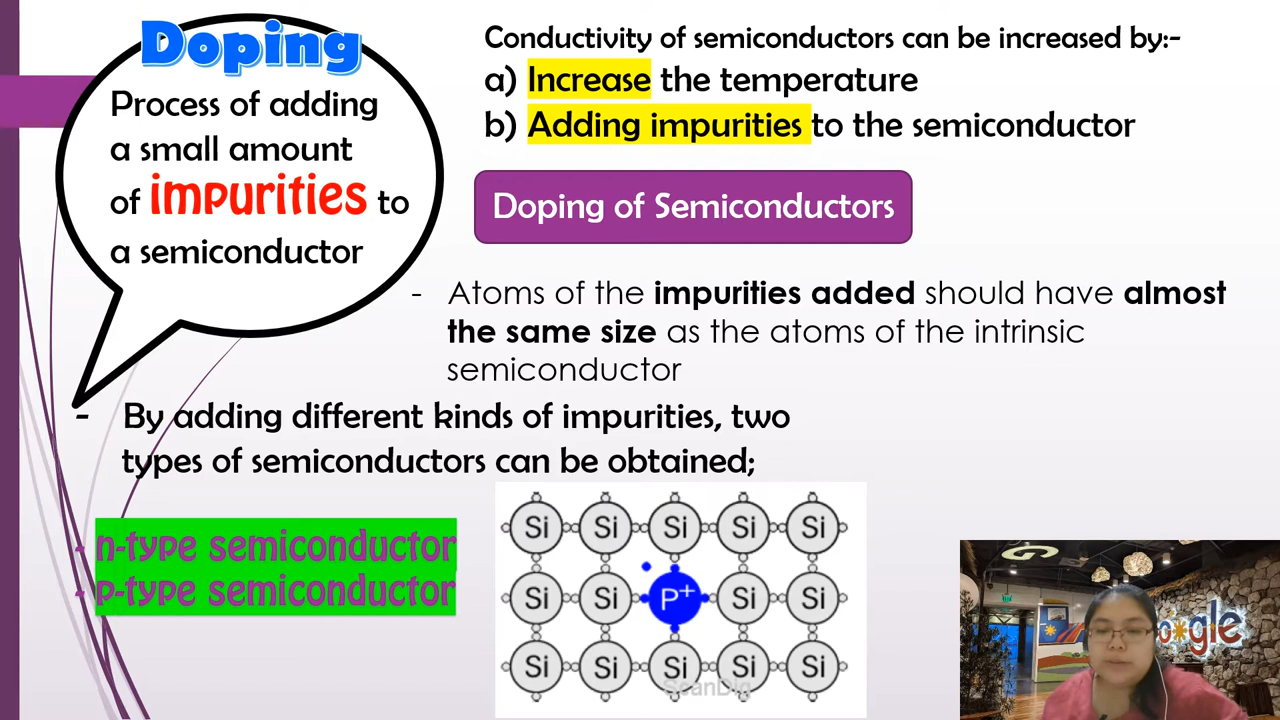 Doping
Process of adding
a small amount
of impurities to
a semiconductor
Conductivity of semiconductors can be increased by:-
a) Increase the temperature
b) Adding impurities to the semiconductor
Doping of Semiconductors
- Atoms of the impurities added should have almost
the same size as the atoms of the intrinsic
semiconductor
- By adding different kinds of impurities, two
types of semiconductors can be obtained;
- n-type semiconductor
- p-type semiconductor
Si Si Si Si Si
Si Si P+ Si Si
Si Si Si Si Si
ScanDig
Google